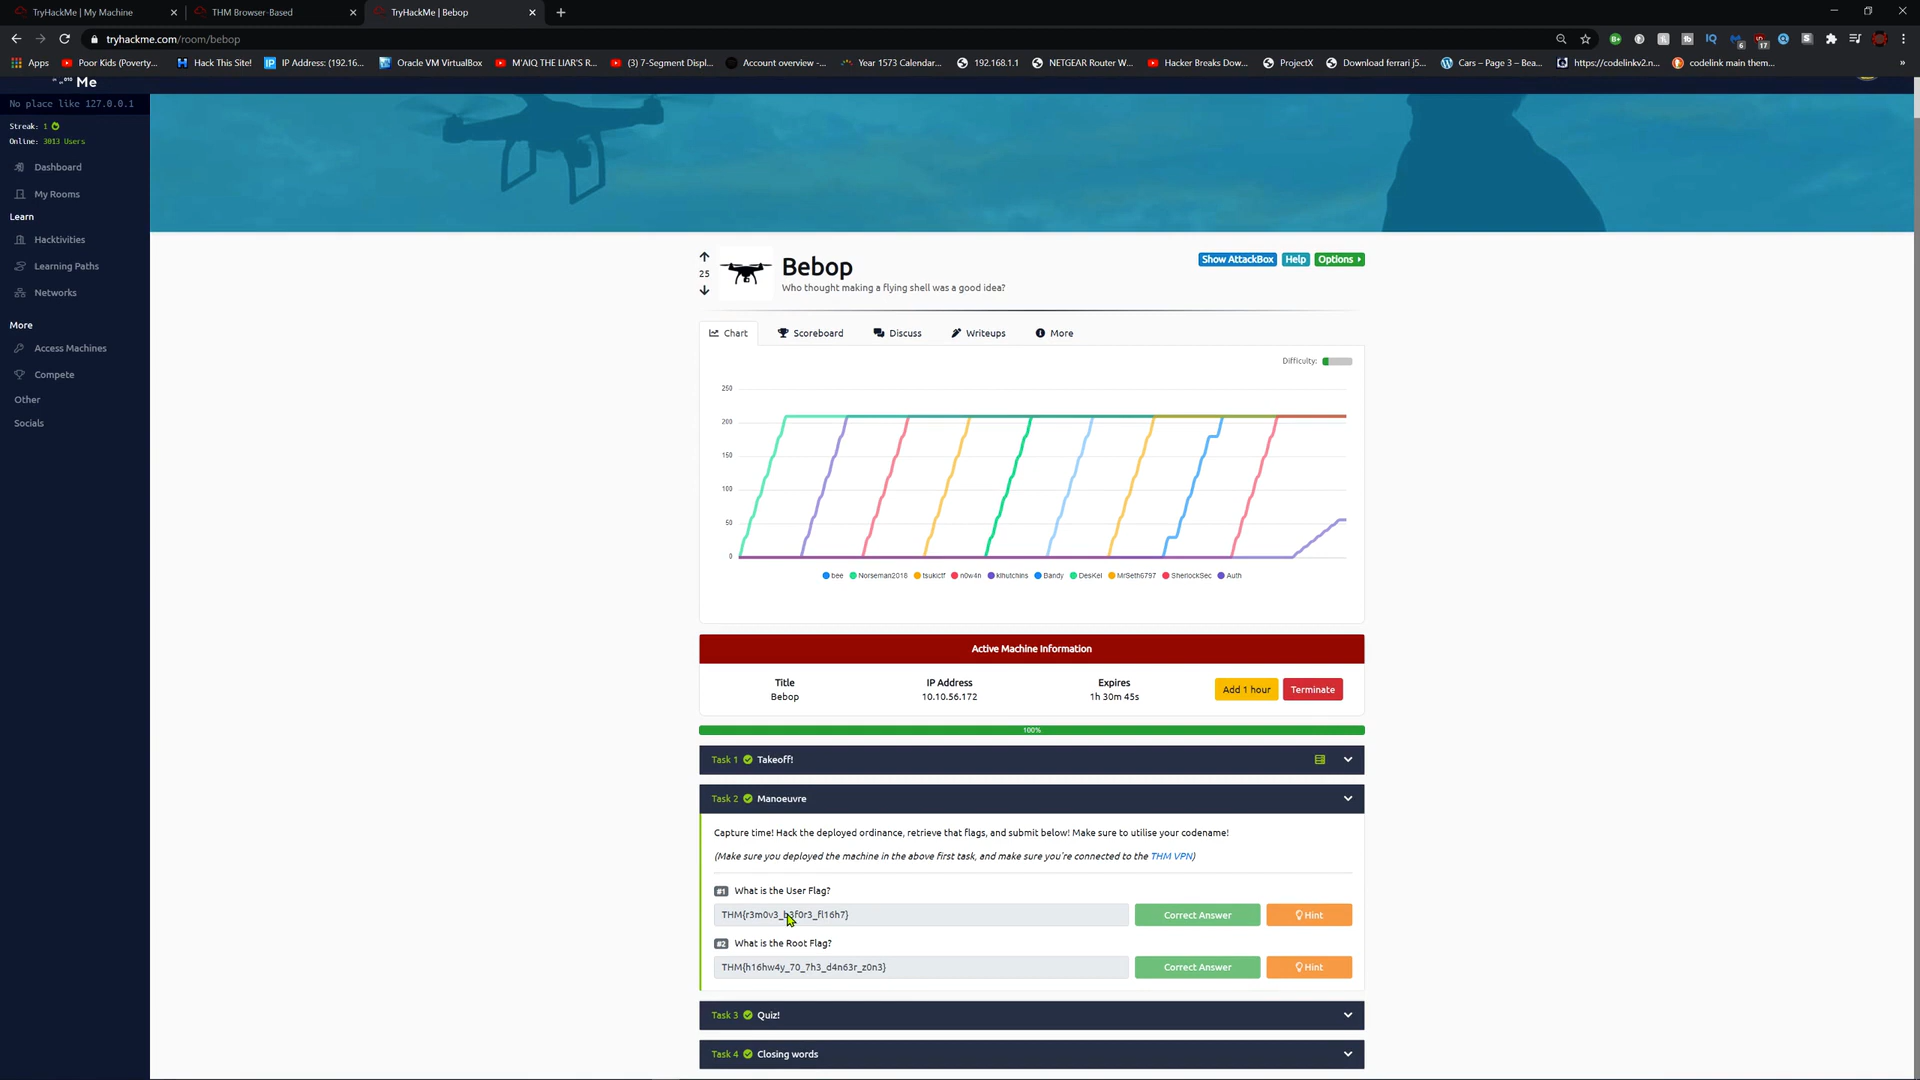 TryHackMe | My Machine
THM Browser-Based
TryHackMe | Bebop
tryhackme.com/room/bebop
Apps
Poor Kids (Poverty...
Hack This Site!
IP Address: (192.16...
Oracle VM VirtualBox
M'AIQ THE LIAR'S R...
(3) 7-Segment Displ...
Account overview -...
Year 1573 Calendar...
192.168.1.1
NETGEAR Router W...
Hacker Breaks Dow...
ProjectX
Download ferrari j5...
Cars – Page 3 – Bea...
https://codelinkv2.n...
codelink main them...
Me
No place like 127.0.0.1
Streak: 1
Online: 3013 Users
Dashboard
My Rooms
Learn
Hacktivities
Learning Paths
Networks
More
Access Machines
Compete
Other
Socials
25
Bebop
Who thought making a flying shell was a good idea?
Show AttackBox
Help
Options
Chart
Scoreboard
Discuss
Writeups
More
Difficulty:
250
200
150
100
50
0
bee Norseman2018 tsukictf n0w4n klhutchins Bandy DesKel MrSeth6797 SherlockSec Auth
Active Machine Information
Title
Bebop
IP Address
10.10.56.172
Expires
1h 30m 45s
Add 1 hour
Terminate
100%
Task 1 Takeoff!
Task 2 Manoeuvre
Capture time! Hack the deployed ordinance, retrieve that flags, and submit below! Make sure to utilise your codename!
(Make sure you deployed the machine in the above first task, and make sure you're connected to the THM VPN)
#1 What is the User Flag?
THM{r3m0v3_b3f0r3_fl16h7}
Correct Answer
Hint
#2 What is the Root Flag?
THM{h16hw4y_70_7h3_d4n63r_z0n3}
Correct Answer
Hint
Task 3 Quiz!
Task 4 Closing words